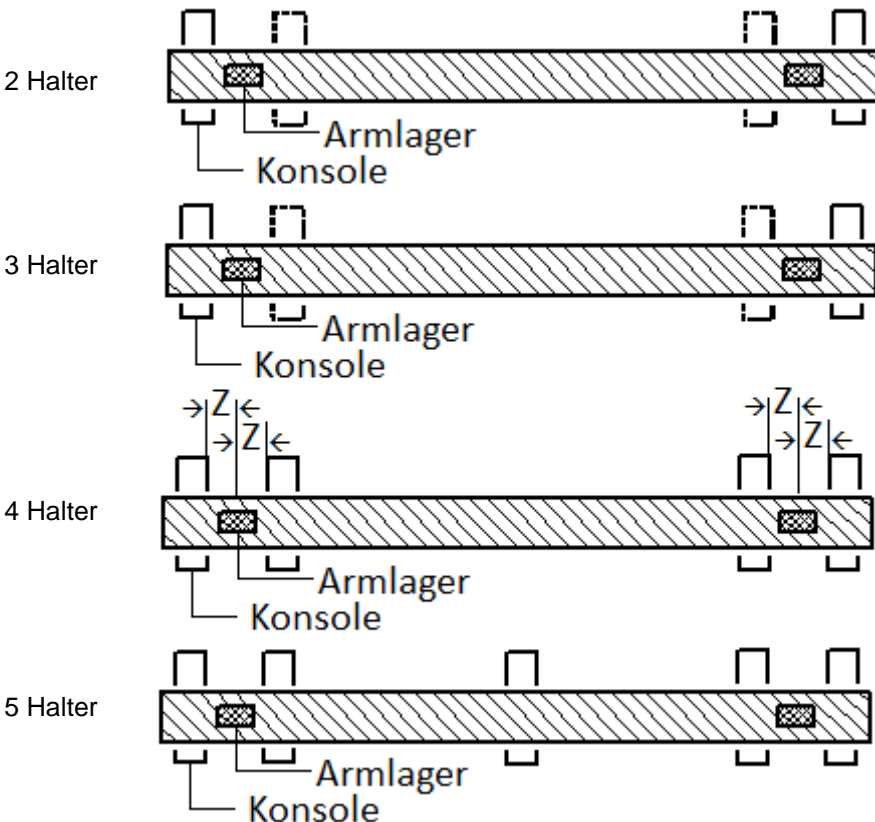 2 Halter
Armlager
Konsole
3 Halter
Armlager
Konsole
Z
Z
Z
Z
4 Halter
Armlager
Konsole
5 Halter
Armlager
Konsole